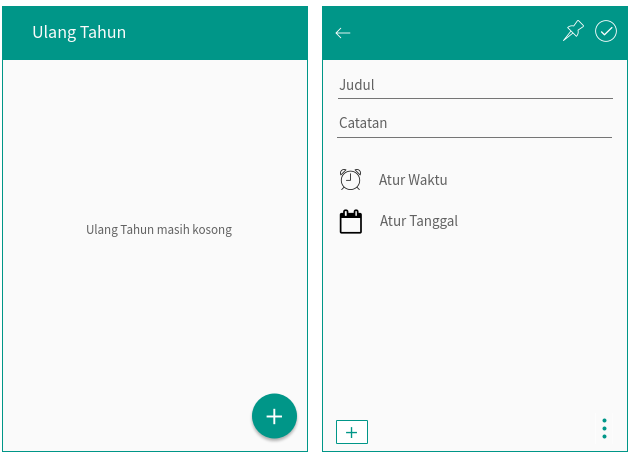 Ulang Tahun
Ulang Tahun masih kosong
Judul
Catatan
Atur Waktu
Atur Tanggal